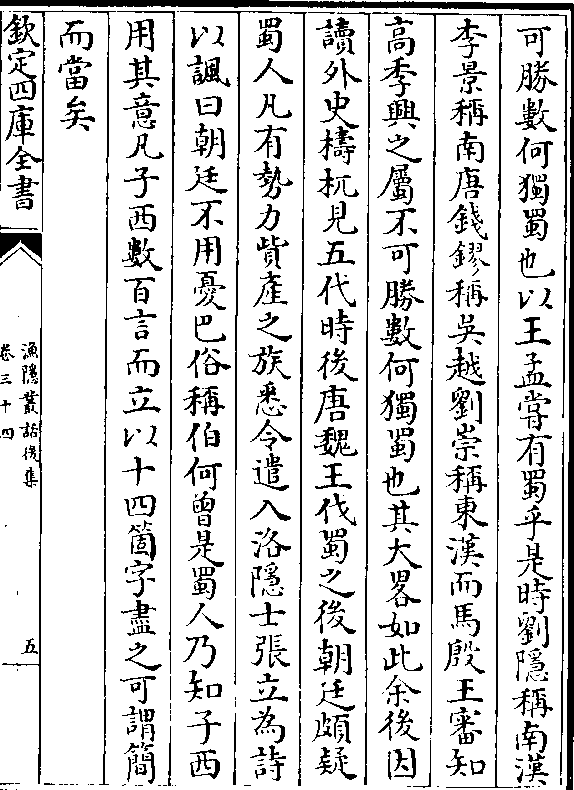 可勝數何獨蜀也以王孟嘗有蜀乎是時劉隱稱南漢
李景稱南唐錢鏐稱吳越劉崇稱東漢而馬殷王審知
高季興之屬不可勝數何獨蜀也其大畧如此余後因
讀外史檮杌見五代時後唐魏王伐蜀之後朝廷頗疑
蜀人凡有勢力貲產之族悉令遣入洛隱士張立為詩
以諷曰朝廷不用憂巴俗稱伯何曾是蜀人乃知子西
用其意凡子西數百言而立以十四箇字盡之可謂簡
而當矣
欽定四庫全書
漁隱叢話後集
卷三十四
五